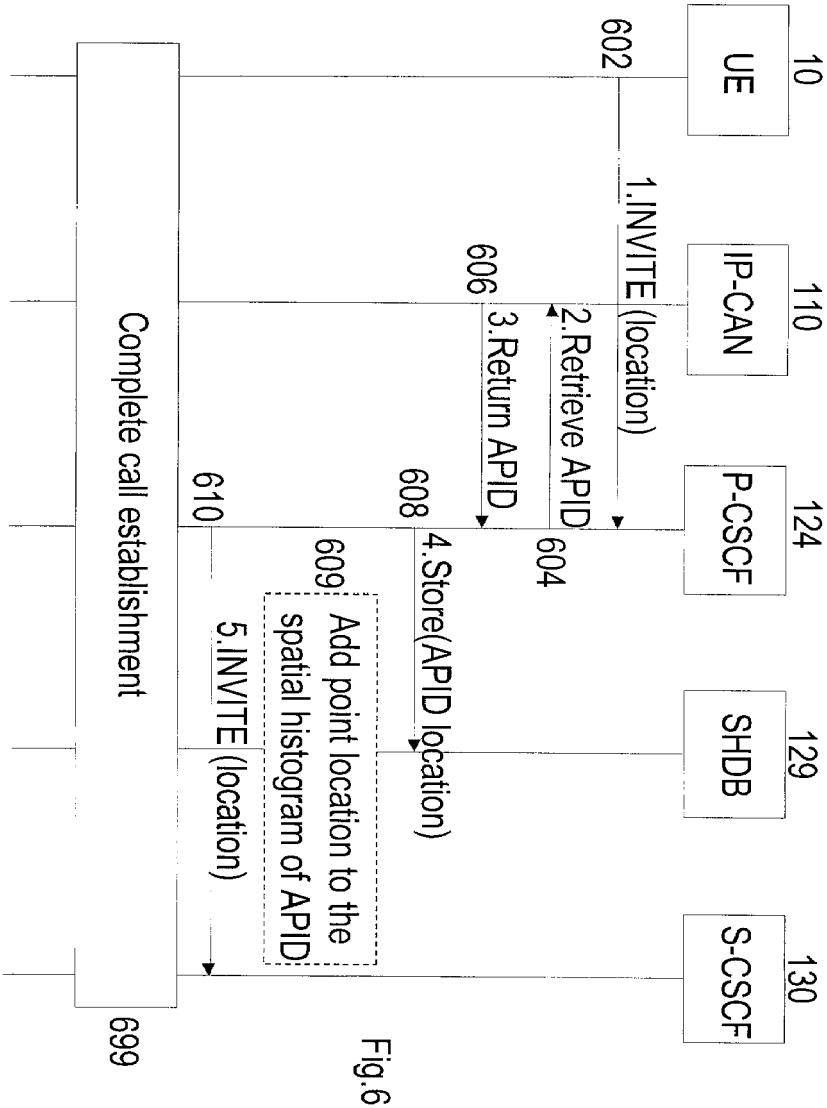 10
110
124
129
130
UE
IP-CAN
P-CSCF
SHDB
S-CSCF
602
1.INVITE (location)
2.Retrieve APID
604
606
3.Return APID
608
4.Store(APID location)
609
Add point location to the
spatial histogram of APID
610
5.INVITE (location)
Complete call establishment
699
Fig.6